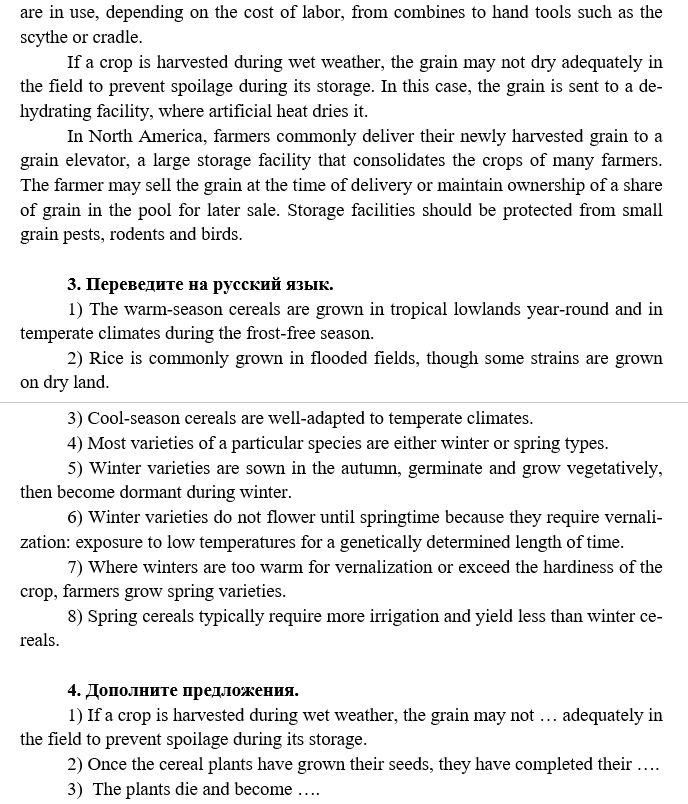 are in use, depending on the cost of labor, from combines to hand tools such as the
scythe or cradle.
If a crop is harvested during wet weather, the grain may not dry adequately in
the field to prevent spoilage during its storage. In this case, the grain is sent to a de-
hydrating facility, where artificial heat dries it.
In North America, farmers commonly deliver their newly harvested grain to a
grain elevator, a large storage facility that consolidates the crops of many farmers.
The farmer may sell the grain at the time of delivery or maintain ownership of a share
of grain in the pool for later sale. Storage facilities should be protected from small
grain pests, rodents and birds.
3. Переведите на русский язык.
1) The warm-season cereals are grown in tropical lowlands year-round and in
temperate climates during the frost-free season.
2) Rice is commonly grown in flooded fields, though some strains are grown
on dry land.
3) Cool-season cereals are well-adapted to temperate climates.
4) Most varieties of a particular species are either winter or spring types.
5) Winter varieties are sown in the autumn, germinate and grow vegetatively,
then become dormant during winter.
6) Winter varieties do not flower until springtime because they require vernali-
zation: exposure to low temperatures for a genetically determined length of time.
7) Where winters are too warm for vernalization or exceed the hardiness of the
crop, farmers grow spring varieties.
8) Spring cereals typically require more irrigation and yield less than winter ce-
reals.
4. Дополните предложения.
1) If a crop is harvested during wet weather, the grain may not … adequately in
the field to prevent spoilage during its storage.
2) Once the cereal plants have grown their seeds, they have completed their ….
3) The plants die and become ….